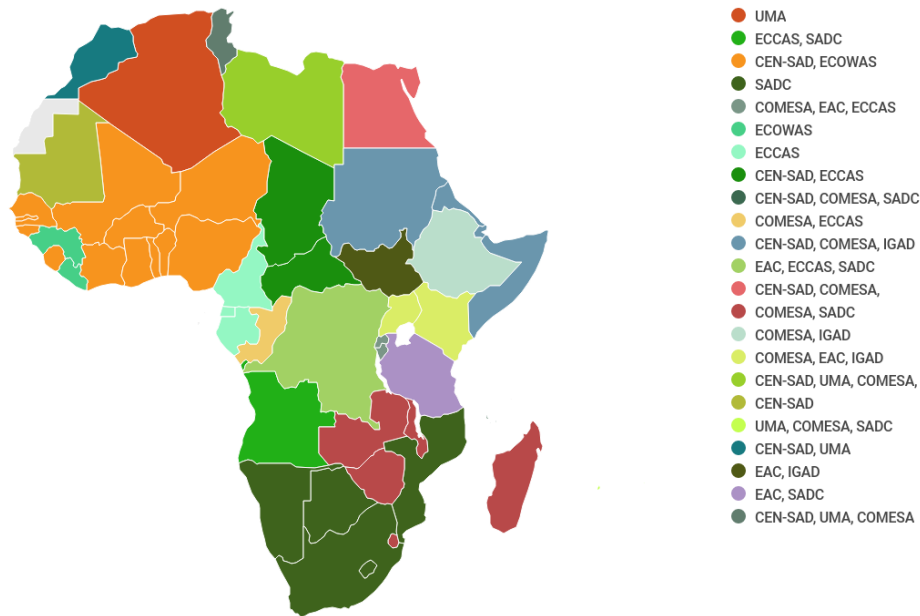 UMA
ECCAS, SADC
CEN-SAD, ECOWAS
SADC
COMESA, EAC, ECCAS
ECOWAS
ECCAS
CEN-SAD, ECCAS
CEN-SAD, COMESA, SADC
COMESA, ECCAS
CEN-SAD, COMESA, IGAD
EAC, ECCAS, SADC
CEN-SAD, COMESA,
COMESA, SADC
COMESA, IGAD
COMESA, EAC, IGAD
CEN-SAD, UMA, COMESA,
CEN-SAD
UMA, COMESA, SADC
CEN-SAD, UMA
EAC, IGAD
EAC, SADC
CEN-SAD, UMA, COMESA